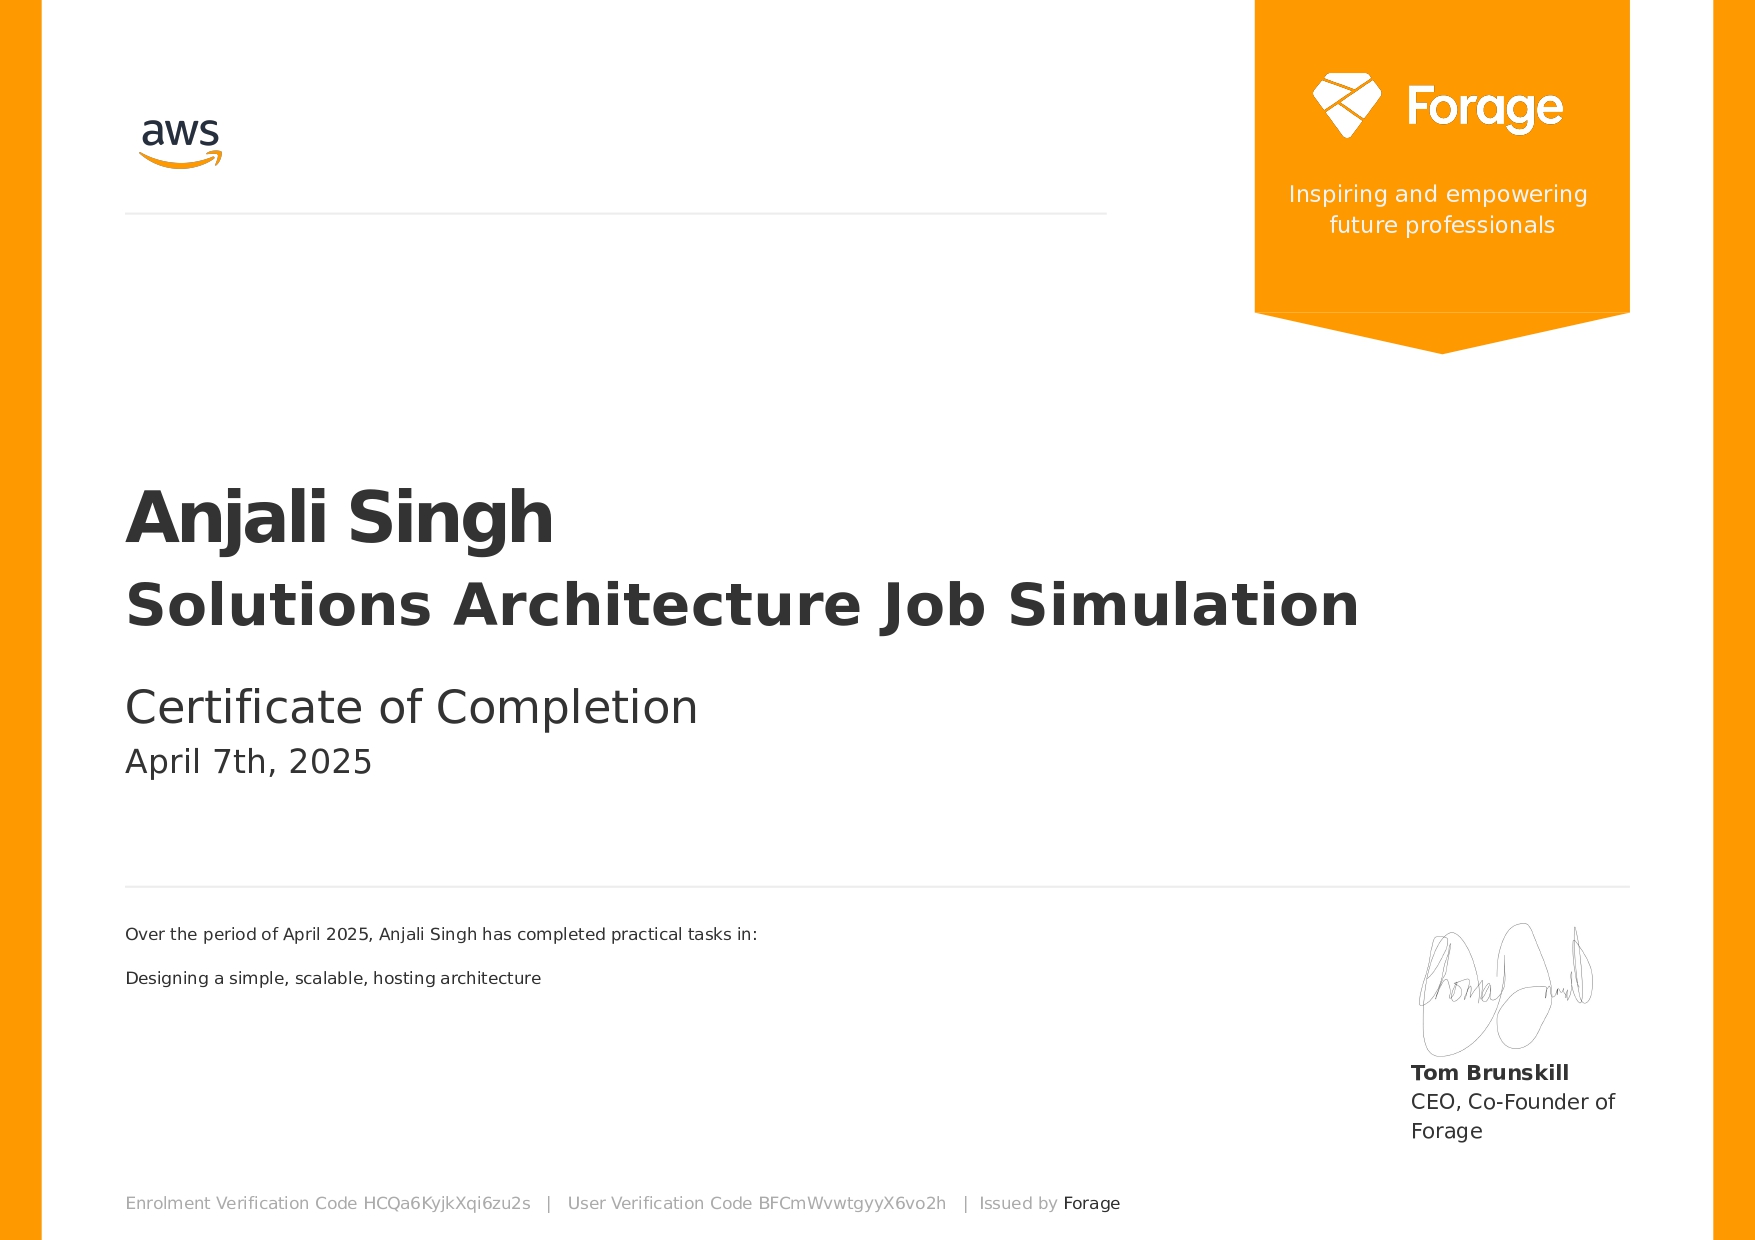 aws
Forage
Inspiring and empowering
future professionals
Anjali Singh
Solutions Architecture Job Simulation
Certificate of Completion
April 7th, 2025
Over the period of April 2025, Anjali Singh has completed practical tasks in:
Designing a simple, scalable, hosting architecture
Tom Brunskill
CEO, Co-Founder of
Forage
Enrolment Verification Code HCQa6KyjkXqi6zu2s | User Verification Code BFCmWvwtgyyX6vo2h | Issued by Forage